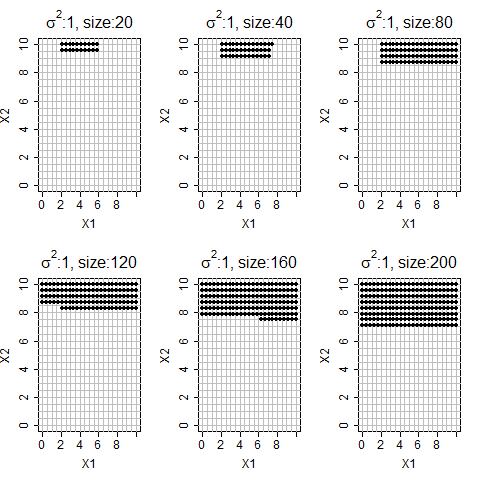 σ²:1, size:20
σ²:1, size:40
σ²:1, size:80
X2
0 2 4 6 8 10
0 2 4 6 8
X1
X2
0 2 4 6 8 10
0 2 4 6 8
X1
X2
0 2 4 6 8 10
0 2 4 6 8
X1
σ²:1, size:120
σ²:1, size:160
σ²:1, size:200
X2
0 2 4 6 8 10
0 2 4 6 8
X1
X2
0 2 4 6 8 10
0 2 4 6 8
X1
X2
0 2 4 6 8 10
0 2 4 6 8
X1